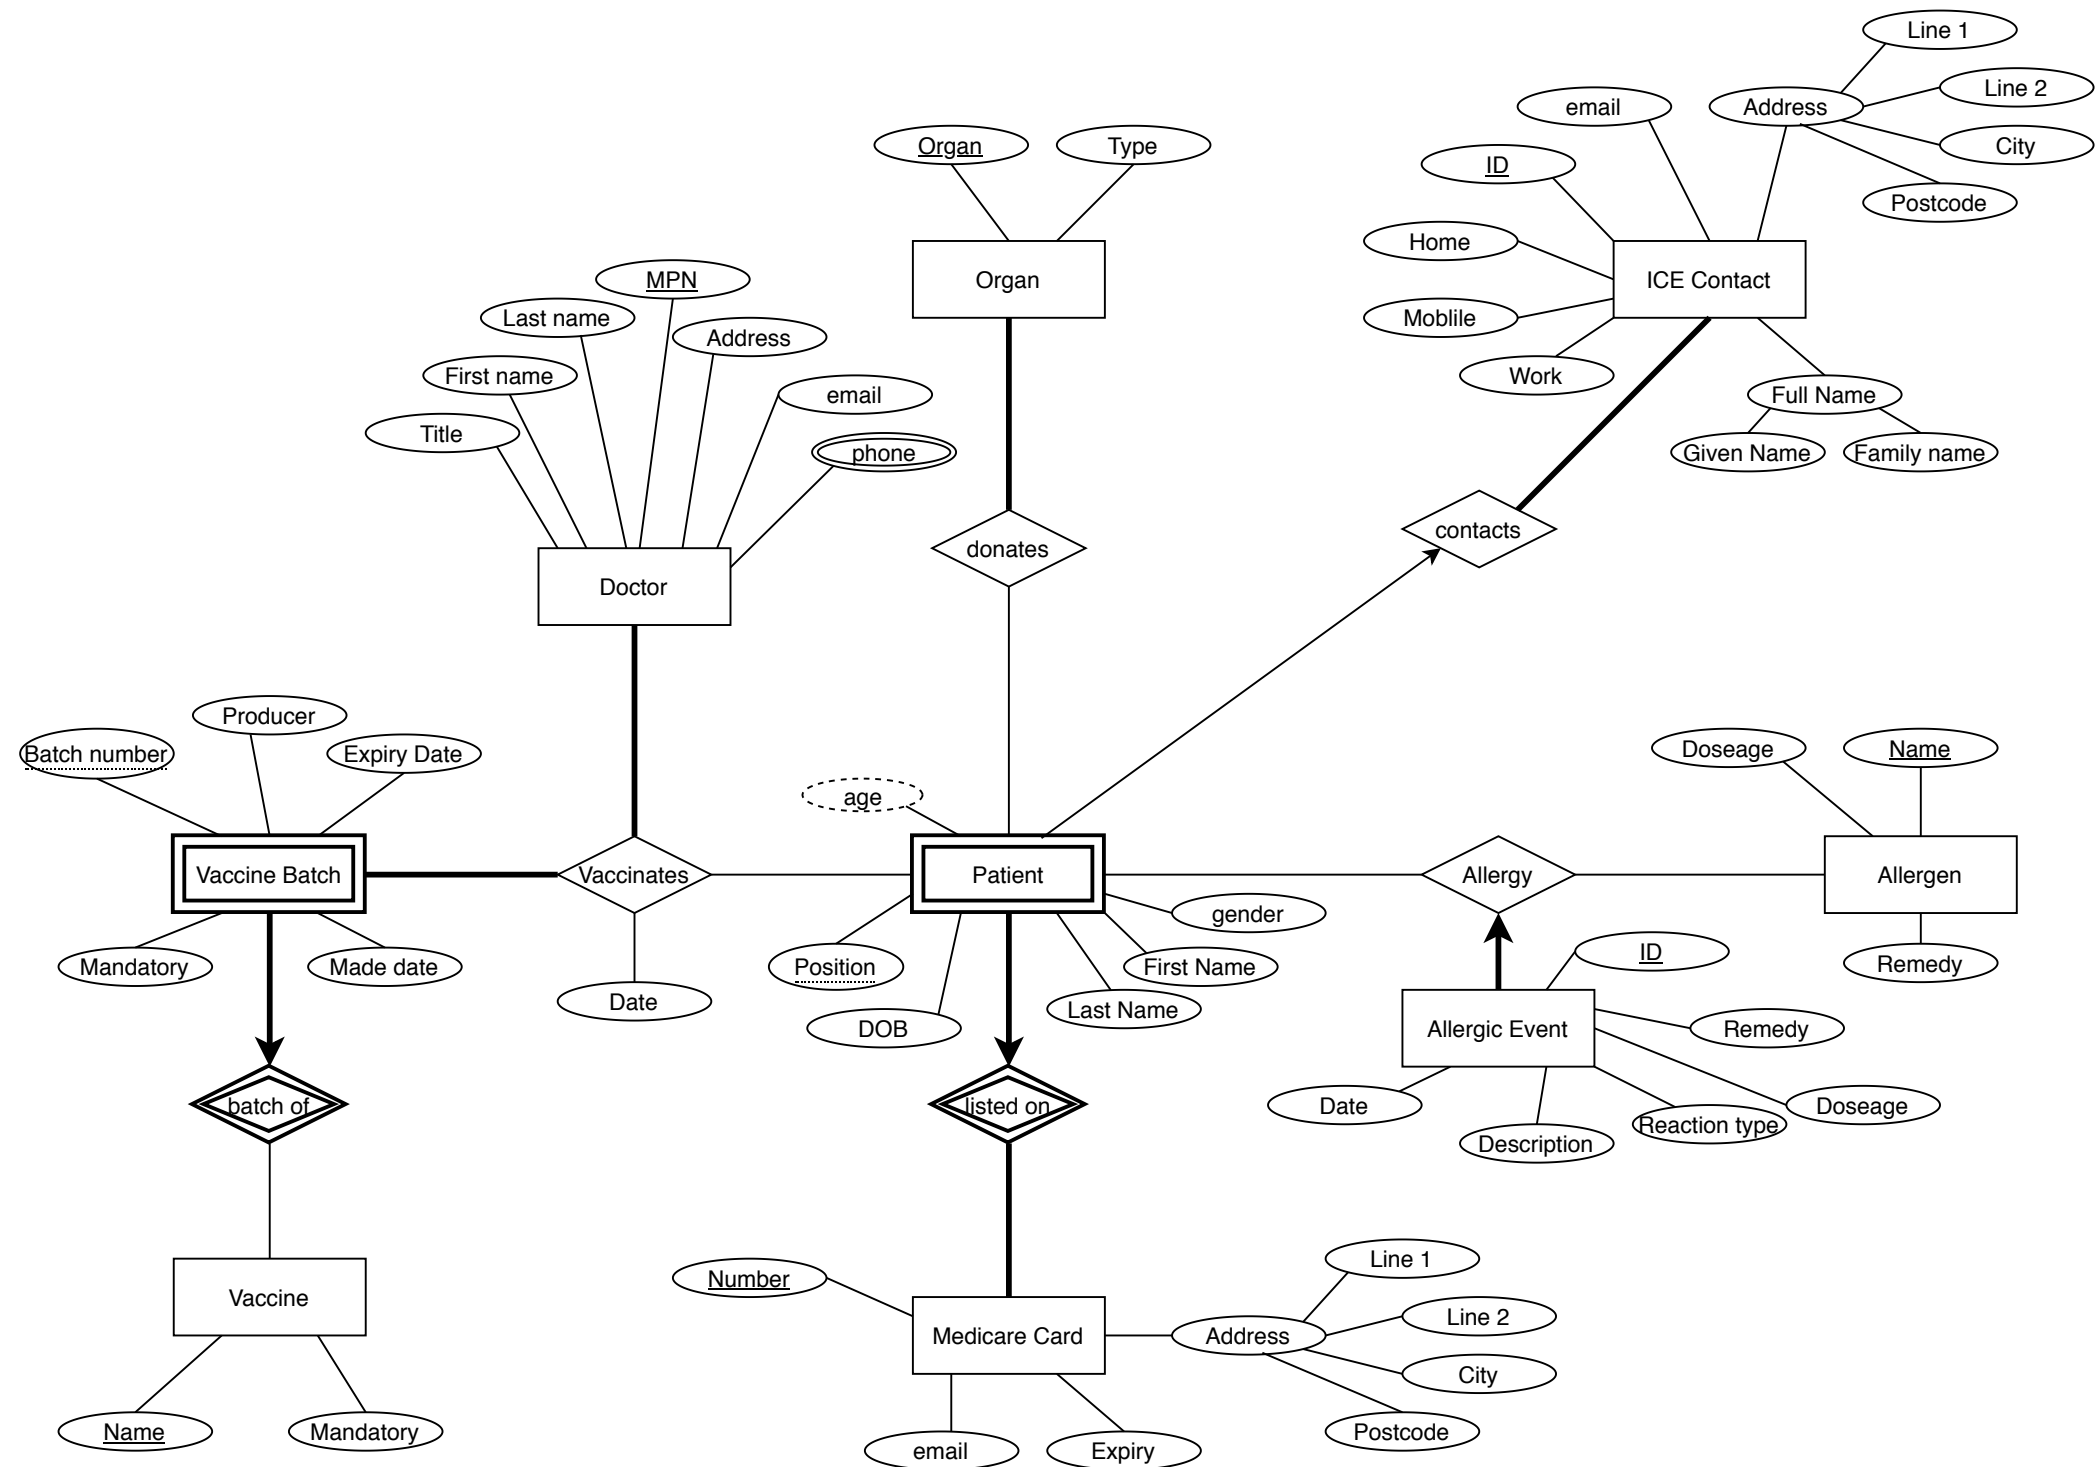 Line 1
Line 2
email
Address
City
Organ
Type
ID
Postcode
Home
MPN
Organ
ICE Contact
Last name
Address
Moblile
First name
email
Work
Full Name
Title
phone
Given Name
Family name
contacts
donates
Doctor
Producer
Batch number
Expiry Date
Doseage
Name
age
Vaccine Batch
Vaccinates
Patient
Allergy
Allergen
gender
Mandatory
Made date
Position
First Name
ID
Remedy
Date
Last Name
DOB
Allergic Event
Remedy
batch of
listed on
Date
Doseage
Reaction type
Description
Line 1
Number
Vaccine
Line 2
Medicare Card
Address
City
Name
Mandatory
Postcode
email
Expiry